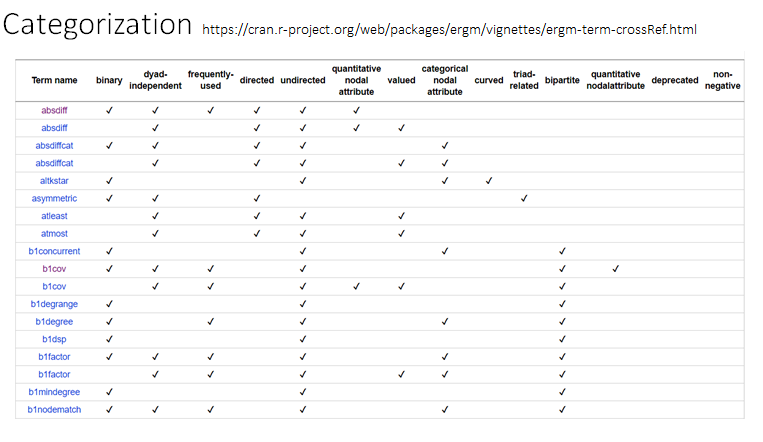 Categorization https://cran.r-project.org/web/packages/ergm/vignettes/ergm-term-crossRef.html
Term name binary dyad-independent frequently-used directed undirected quantitative nodal attribute valued categorical nodal attribute curved triad-related bipartite quantitative nodalattribute deprecated non-negative
absdiff ✓ ✓ ✓ ✓ ✓ ✓
absdiff ✓ ✓ ✓ ✓ ✓
absdiffcat ✓ ✓ ✓ ✓ ✓
absdiffcat ✓ ✓ ✓ ✓ ✓
altkstar ✓ ✓ ✓ ✓
asymmetric ✓ ✓ ✓ ✓
atleast ✓ ✓ ✓ ✓
atmost ✓ ✓ ✓ ✓
b1concurrent ✓ ✓ ✓ ✓
b1cov ✓ ✓ ✓ ✓ ✓ ✓
b1cov ✓ ✓ ✓ ✓ ✓ ✓
b1degrange ✓ ✓ ✓
b1degree ✓ ✓ ✓ ✓ ✓
b1dsp ✓ ✓ ✓
b1factor ✓ ✓ ✓ ✓ ✓ ✓
b1factor ✓ ✓ ✓ ✓ ✓ ✓
b1mindegree ✓ ✓ ✓
b1nodematch ✓ ✓ ✓ ✓ ✓ ✓